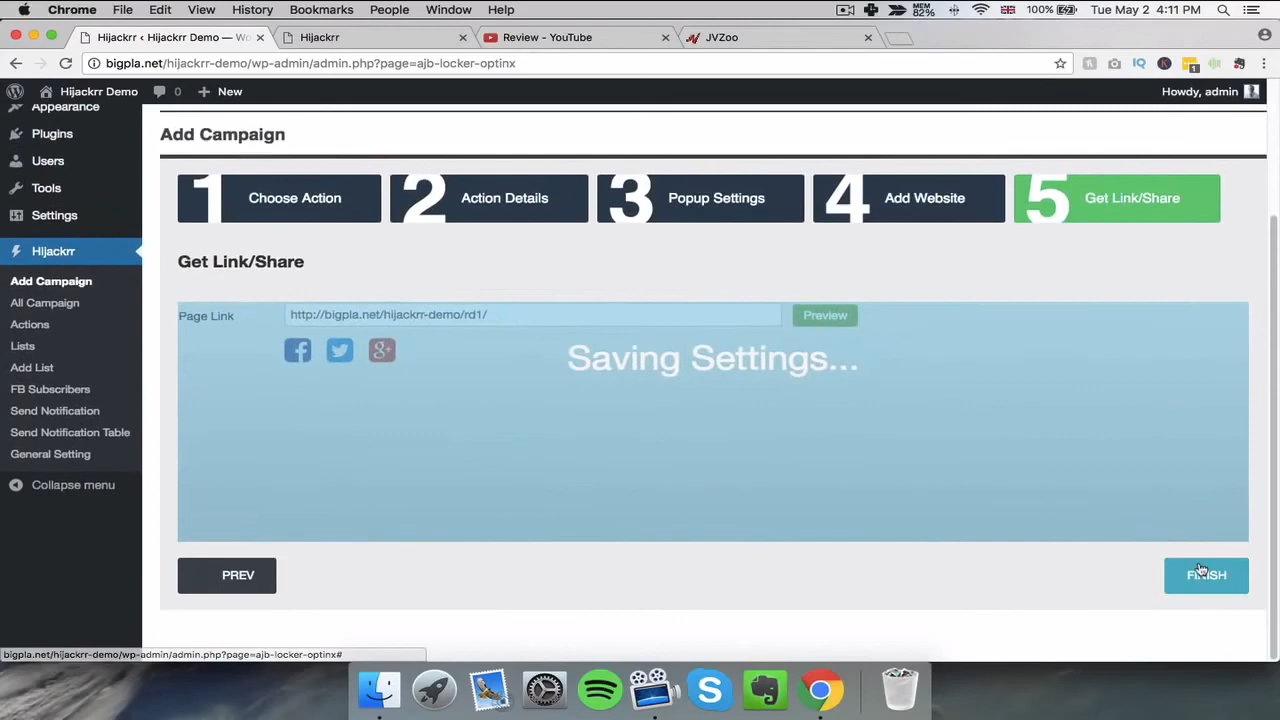 Chrome File Edit View History Bookmarks People Window Help MEM 82% 100% Tue May 2 4:11 PM
Hijackrr ‹ Hijackrr Demo — Wo Hijackrr Review - YouTube JVZoo
bigpla.net/hijackrr-demo/wp-admin/admin.php?page=ajb-locker-optinx IQ K 1
Hijackrr Demo 0 New Howdy, admin
Appearance
Plugins
Users
Tools
Settings
Hijackrr
Add Campaign
All Campaign
Actions
Lists
Add List
FB Subscribers
Send Notification
Send Notification Table
General Setting
Collapse menu
Add Campaign
1 Choose Action 2 Action Details 3 Popup Settings 4 Add Website 5 Get Link/Share
Get Link/Share
Page Link http://bigpla.net/hijackrr-demo/rd1/ Preview
Saving Settings...
PREV FINISH
bigpla.net/hijackrr-demo/wp-admin/admin.php?page=ajb-locker-optinx#